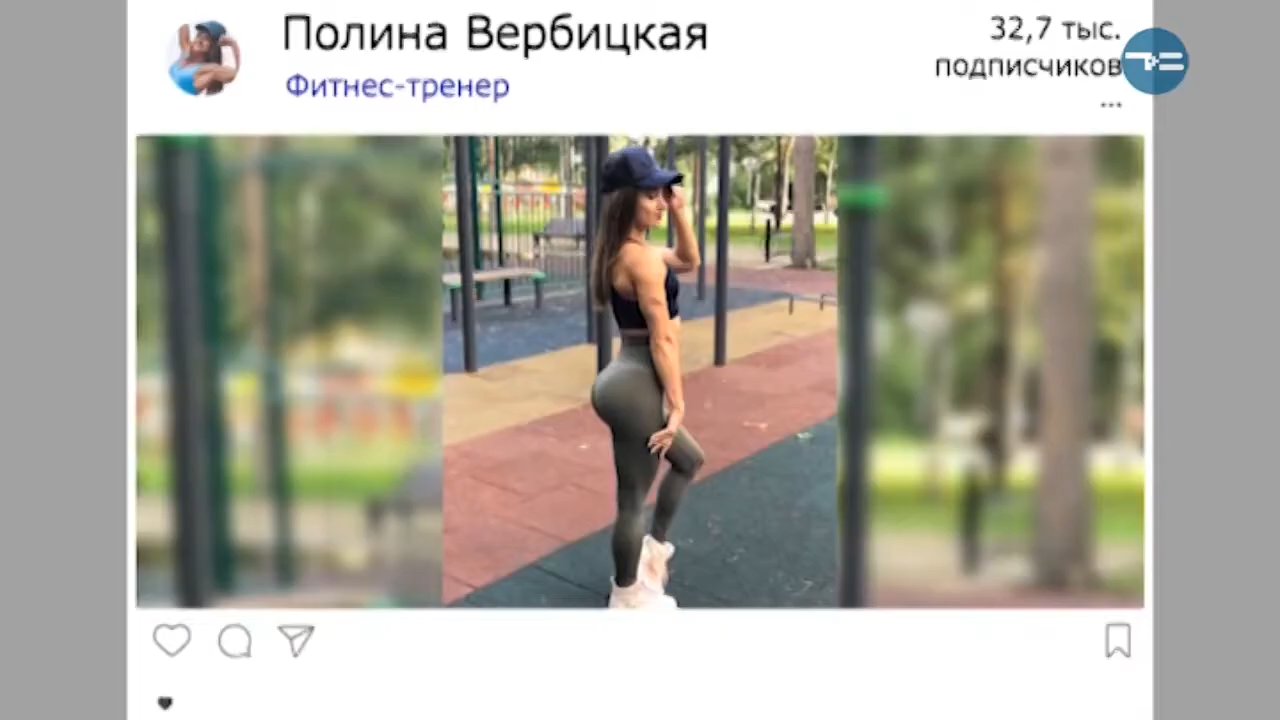 Полина Вербицкая
Фитнес-тренер
32,7 тыс.
подписчиков
...